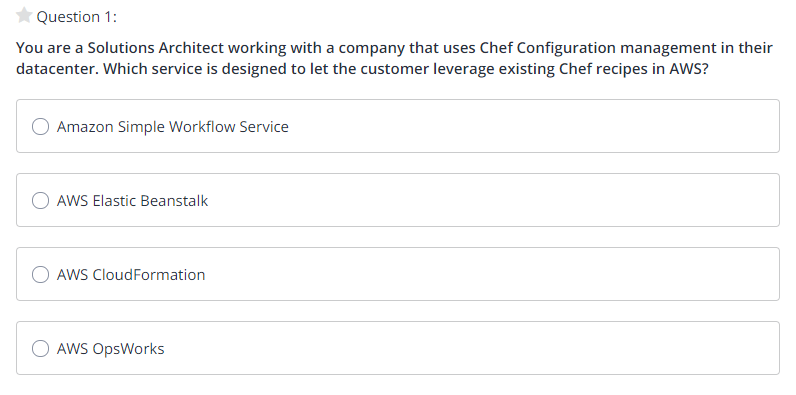 Question 1:
You are a Solutions Architect working with a company that uses Chef Configuration management in their
datacenter. Which service is designed to let the customer leverage existing Chef recipes in AWS?
Amazon Simple Workflow Service
AWS Elastic Beanstalk
AWS CloudFormation
AWS OpsWorks